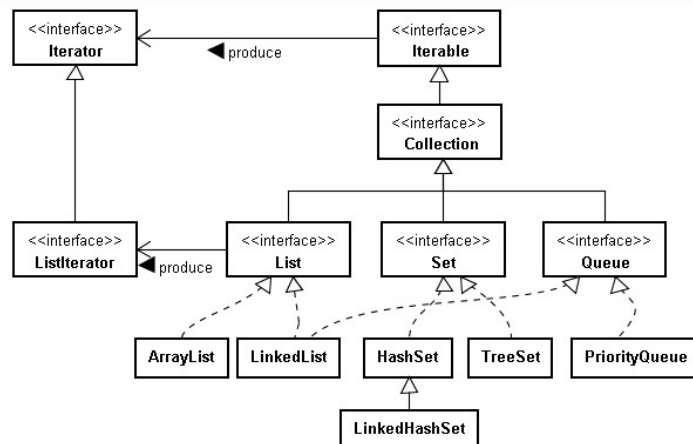 <<interface>>
Iterator
<<interface>>
Iterable
produce
<<interface>>
Collection
<<interface>>
ListIterator
<<interface>>
List
<<interface>>
Set
<<interface>>
Queue
produce
ArrayList
LinkedList
HashSet
TreeSet
PriorityQueue
LinkedHashSet